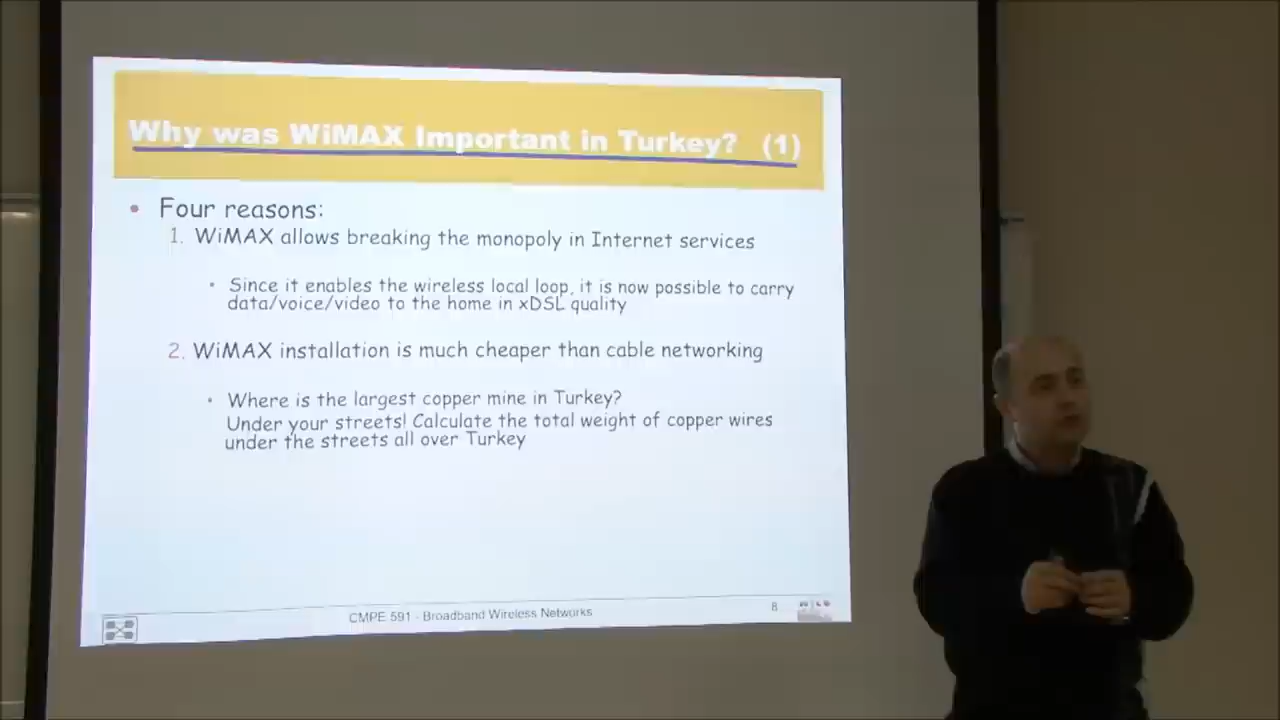 Why was WiMAX Important in Turkey? (1)
• Four reasons:
1. WiMAX allows breaking the monopoly in Internet services
• Since it enables the wireless local loop, it is now possible to carry
data/voice/video to the home in xDSL quality
2. WiMAX installation is much cheaper than cable networking
• Where is the largest copper mine in Turkey?
Under your streets! Calculate the total weight of copper wires
under the streets all over Turkey
CMPE 591 - Broadband Wireless Networks
8